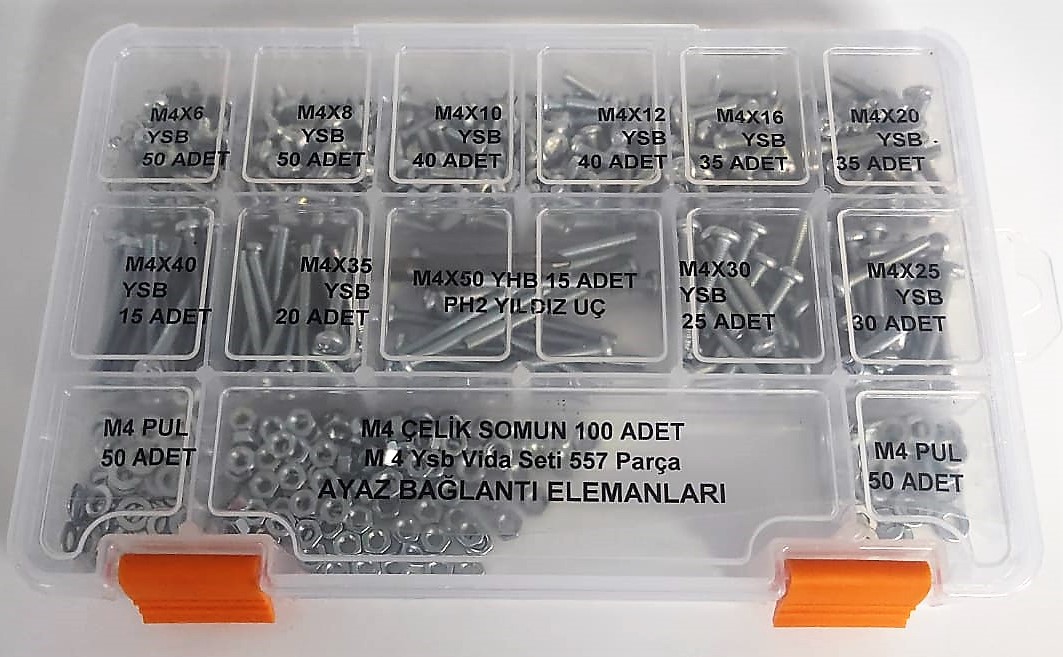 M4X6
YSB
50 ADET
M4X8
YSB
50 ADET
M4X10
YSB
40 ADET
M4X12
YSB
40 ADET
M4X16
YSB
35 ADET
M4X20
YSB
35 ADET
M4X40
YSB
15 ADET
M4X35
YSB
20 ADET
M4X50 YHB 15 ADET
PH2 YILDIZ UÇ
M4X30
YSB
25 ADET
M4X25
YSB
30 ADET
M4 PUL
50 ADET
M4 ÇELİK SOMUN 100 ADET
M 4 Ysb Vida Seti 557 Parça
AYAZ BAĞLANTI ELEMANLARI
M4 PUL
50 ADET